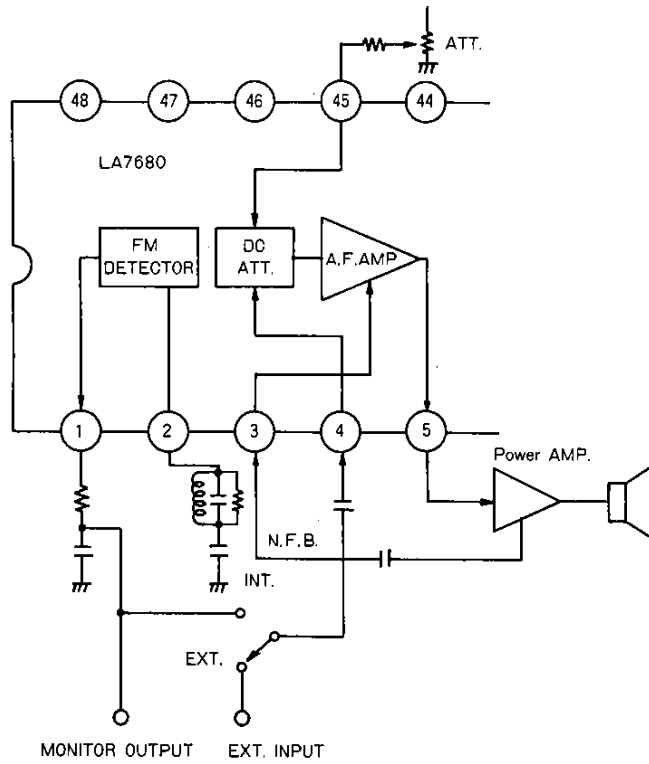 ATT.
48 47 46 45 44
LA7680
FM
DETECTOR
DC
ATT.
A.F.AMP
1 2 3 4 5
Power AMP.
N.F.B.
INT.
EXT.
MONITOR OUTPUT EXT. INPUT